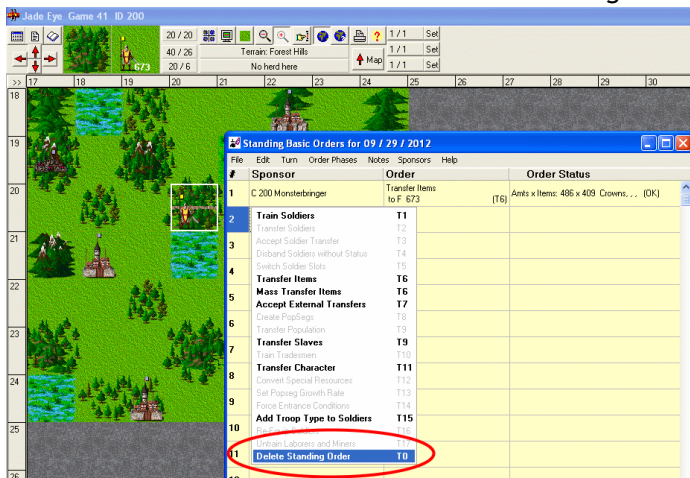 Jade Eye Game 41 ID 200
20 / 20
1 / 1 Set
40 / 26 Terrain: Forest Hills 1 / 1 Set
673 20 / 6 No herd here Map 1 / 1 Set
>> 17 18 19 20 21 22 23 24 25 26 27 28 29 30
18
19
20
21
22
23
24
25
26
Standing Basic Orders for 09 / 29 / 2012
File Edit Turn Order Phases Notes Sponsors Help
# Sponsor Order Order Status
1 C 200 Monsterbringer Transfer Items to F 673 (T6) Amts x Items: 486 x 409 Crowns, , , (OK)
2
3
4
5
6
7
8
9
10
11
Train Soldiers T1
Transfer Soldiers T2
Accept Soldier Transfer T3
Disband Soldiers without Status T4
Switch Soldier Slots T5
Transfer Items T6
Mass Transfer Items T6
Accept External Transfers T7
Create PopSegs T8
Transfer Population T9
Transfer Slaves T9
Train Tradesmen T10
Transfer Character T11
Convert Special Resources T12
Set Popseg Growth Rate T13
Force Entrance Conditions T14
Add Troop Type to Soldiers T15
T16
Untrain Laborers and Miners T17
Delete Standing Order T0